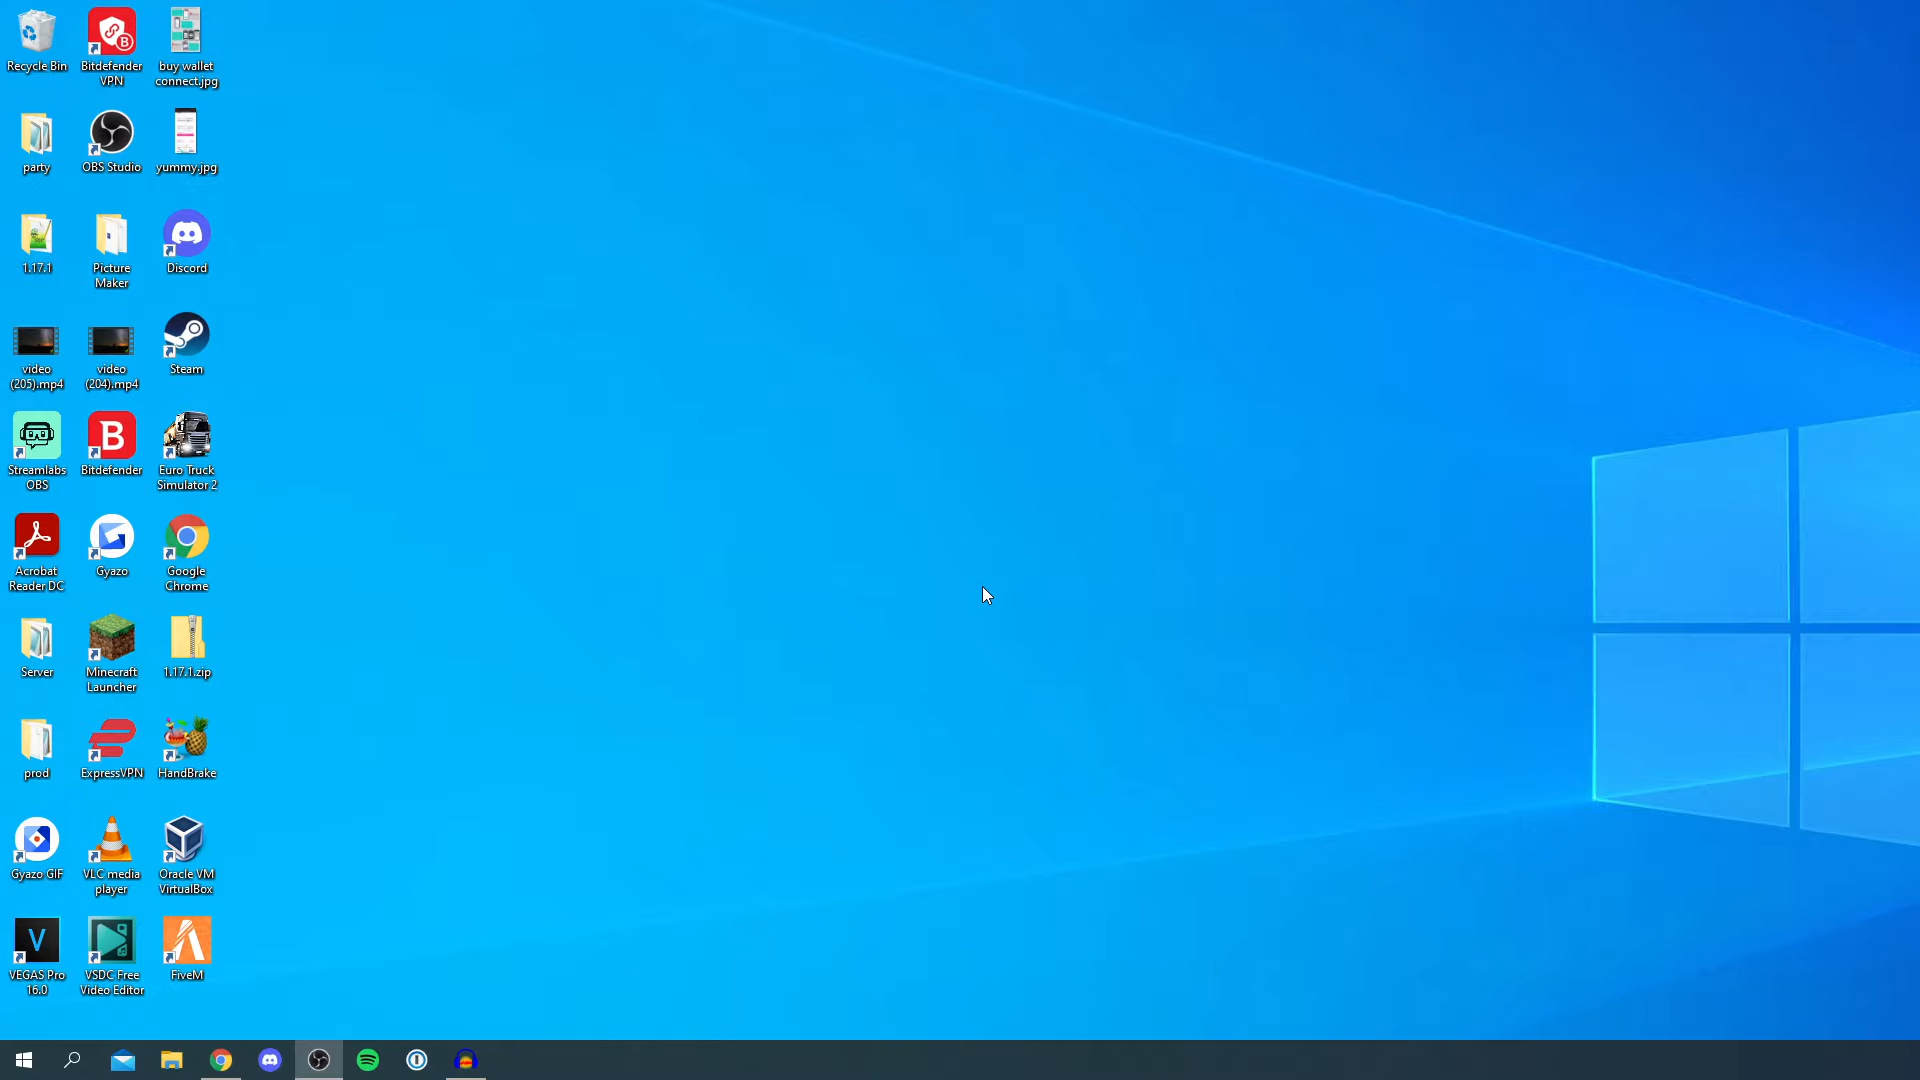 Recycle Bin
Bitdefender
VPN
buy wallet
connect.jpg
party
OBS Studio
yummy.jpg
1.17.1
Picture
Maker
Discord
video
(205).mp4
video
(204).mp4
Steam
Streamlabs
OBS
Bitdefender
Euro Truck
Simulator 2
Acrobat
Reader DC
Gyazo
Google
Chrome
Server
Minecraft
Launcher
1.17.1.zip
prod
ExpressVPN
HandBrake
Gyazo GIF
VLC media
player
Oracle VM
VirtualBox
VEGAS Pro
16.0
VSDC Free
Video Editor
FiveM